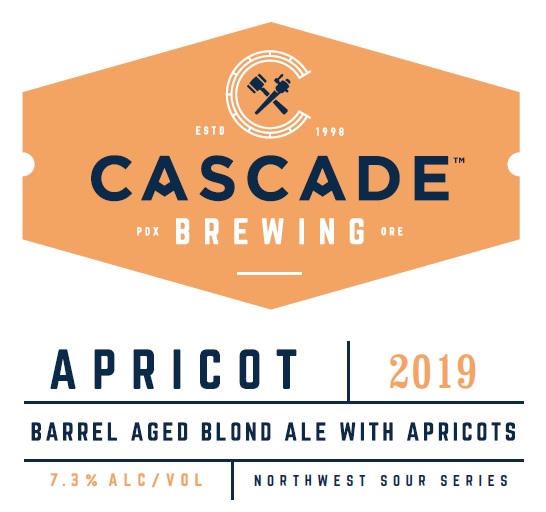 ESTD 1998
CASCADE™
PDX BREWING ORE
APRICOT 2019
BARREL AGED BLOND ALE WITH APRICOTS
7.3% ALC/VOL NORTHWEST SOUR SERIES